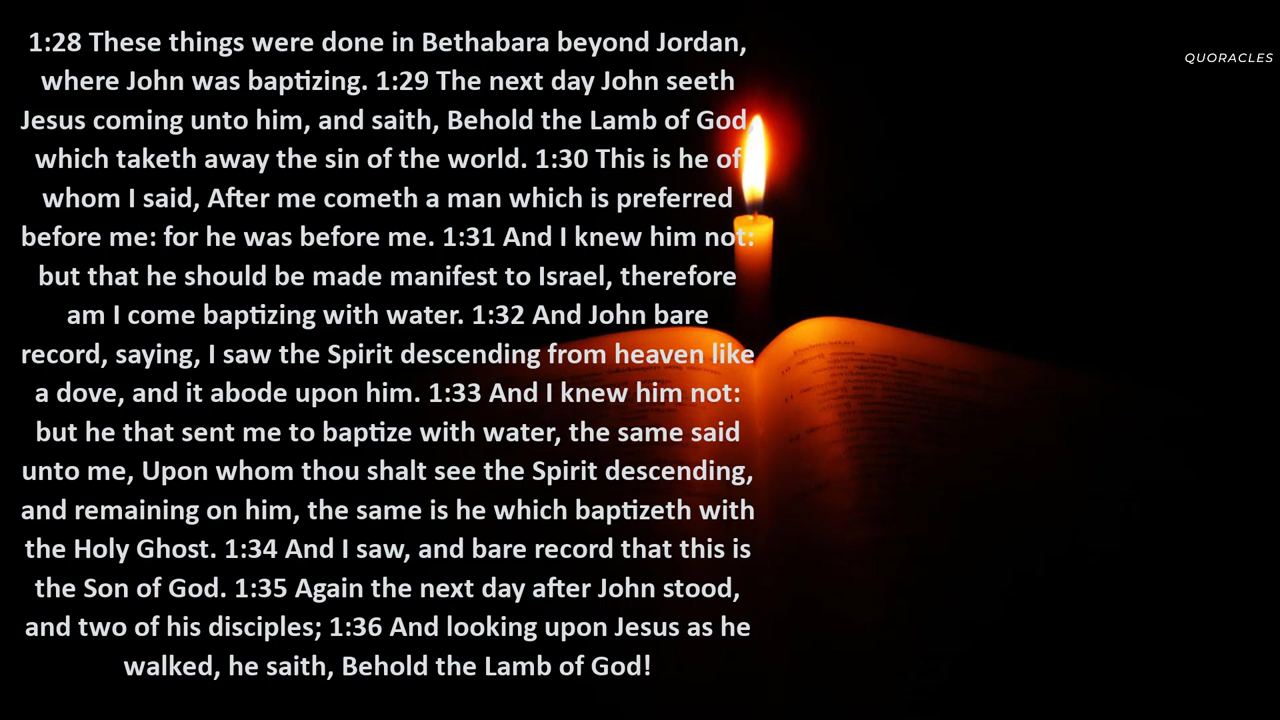 1:28 These things were done in Bethabara beyond Jordan,
where John was baptizing. 1:29 The next day John seeth
Jesus coming unto him, and saith, Behold the Lamb of God,
which taketh away the sin of the world. 1:30 This is he of
whom I said, After me cometh a man which is preferred
before me: for he was before me. 1:31 And I knew him not:
but that he should be made manifest to Israel, therefore
am I come baptizing with water. 1:32 And John bare
record, saying, I saw the Spirit descending from heaven like
a dove, and it abode upon him. 1:33 And I knew him not:
but he that sent me to baptize with water, the same said
unto me, Upon whom thou shalt see the Spirit descending,
and remaining on him, the same is he which baptizeth with
the Holy Ghost. 1:34 And I saw, and bare record that this is
the Son of God. 1:35 Again the next day after John stood,
and two of his disciples; 1:36 And looking upon Jesus as he
walked, he saith, Behold the Lamb of God!
QUORACLES